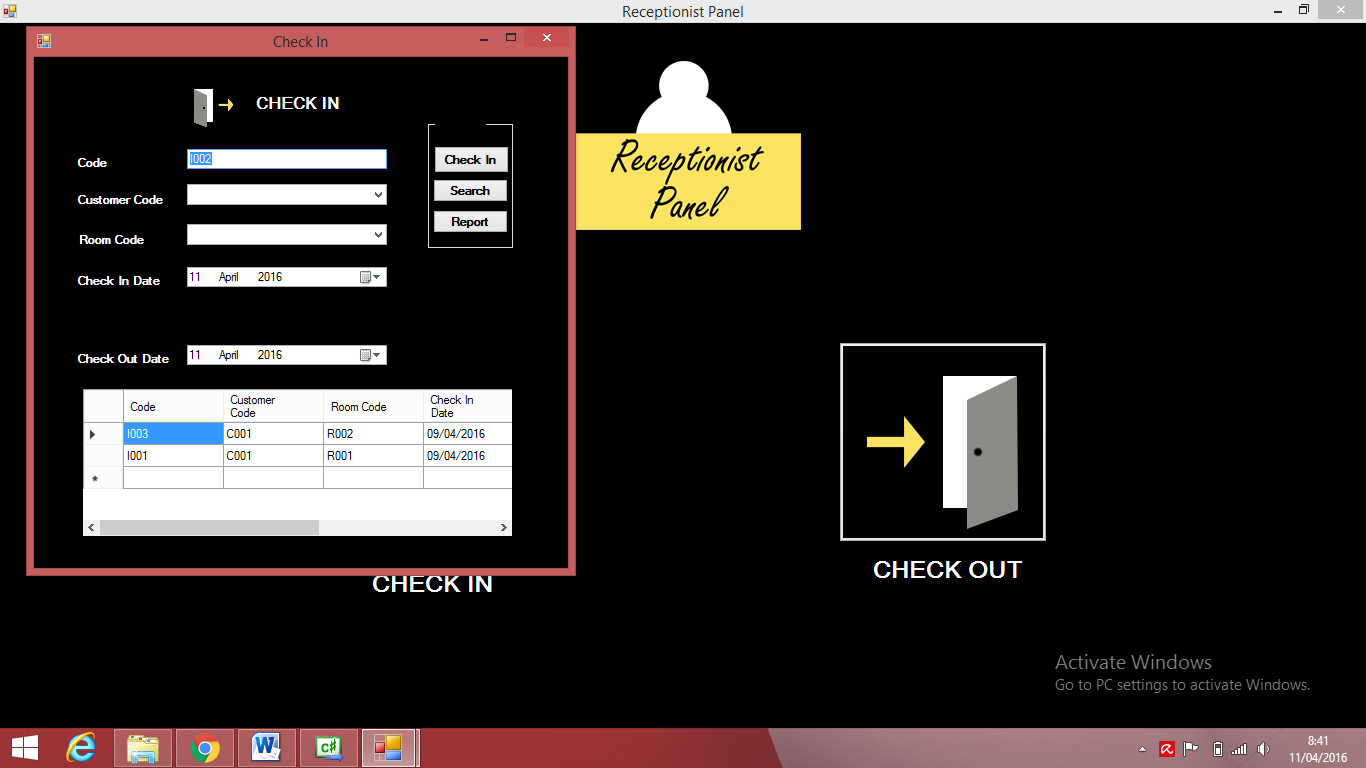 Receptionist Panel
Check In
CHECK IN
Code
I002
Customer Code
Room Code
Check In Date
11 April 2016
Check Out Date
11 April 2016
Check In
Search
Report
Code Customer Code Room Code Check In Date
I003 C001 R002 09/04/2016
I001 C001 R001 09/04/2016
*
Receptionist
Panel
CHECK IN
CHECK OUT
Activate Windows
Go to PC settings to activate Windows.
8:41
11/04/2016